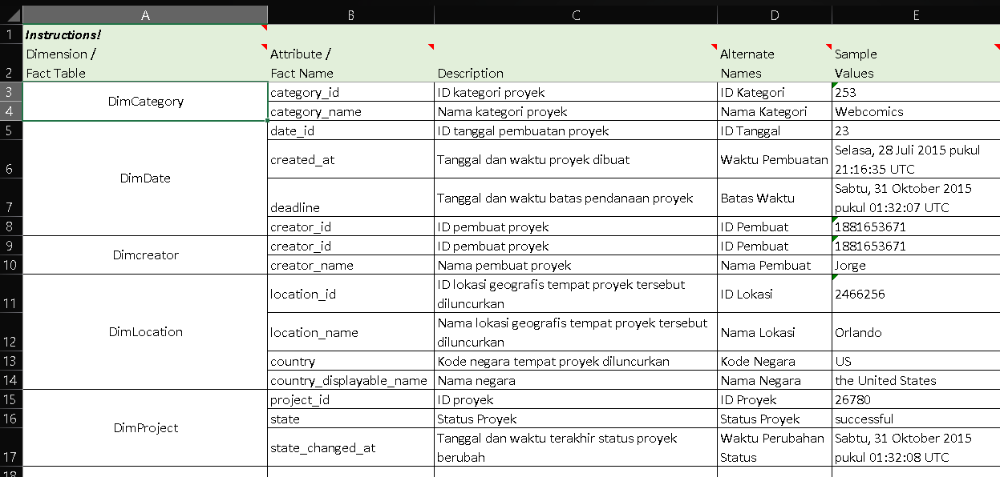 A B C D E
1 Instructions!
Dimension / Attribute / Alternate Sample
2 Fact Table Fact Name Description Names Values
3 DimCategory category_id ID kategori proyek ID Kategori 253
4 category_name Nama kategori proyek Nama Kategori Webcomics
5 date_id ID tanggal pembuatan proyek ID Tanggal 23
6 DimDate created_at Tanggal dan waktu proyek dibuat Waktu Pembuatan Selasa, 28 Juli 2015 pukul
21:16:35 UTC
7 deadline Tanggal dan waktu batas pendanaan proyek Batas Waktu Sabtu, 31 Oktober 2015
pukul 01:32:07 UTC
8 creator_id ID pembuat proyek ID Pembuat 1881653671
9 Dimcreator creator_id ID pembuat proyek ID Pembuat 1881653671
10 creator_name Nama pembuat proyek Nama Pembuat Jorge
11 DimLocation location_id ID lokasi geografis tempat proyek tersebut ID Lokasi 2466256
diluncurkan
12 location_name Nama lokasi geografis tempat proyek tersebut Nama Lokasi Orlando
diluncurkan
13 country Kode negara tempat proyek diluncurkan Kode Negara US
14 country_displayable_name Nama negara Nama Negara the United States
15 DimProject project_id ID proyek ID Proyek 26780
16 state Status Proyek Status Proyek successful
17 state_changed_at Tanggal dan waktu terakhir status proyek Waktu Perubahan Sabtu, 31 Oktober 2015
berubah Status pukul 01:32:08 UTC
18